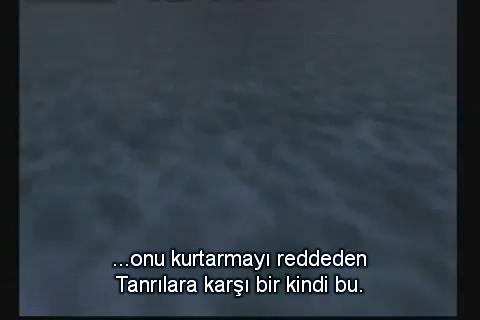 ...onu kurtarmayı reddeden
Tanrılara karşı bir kindi bu.